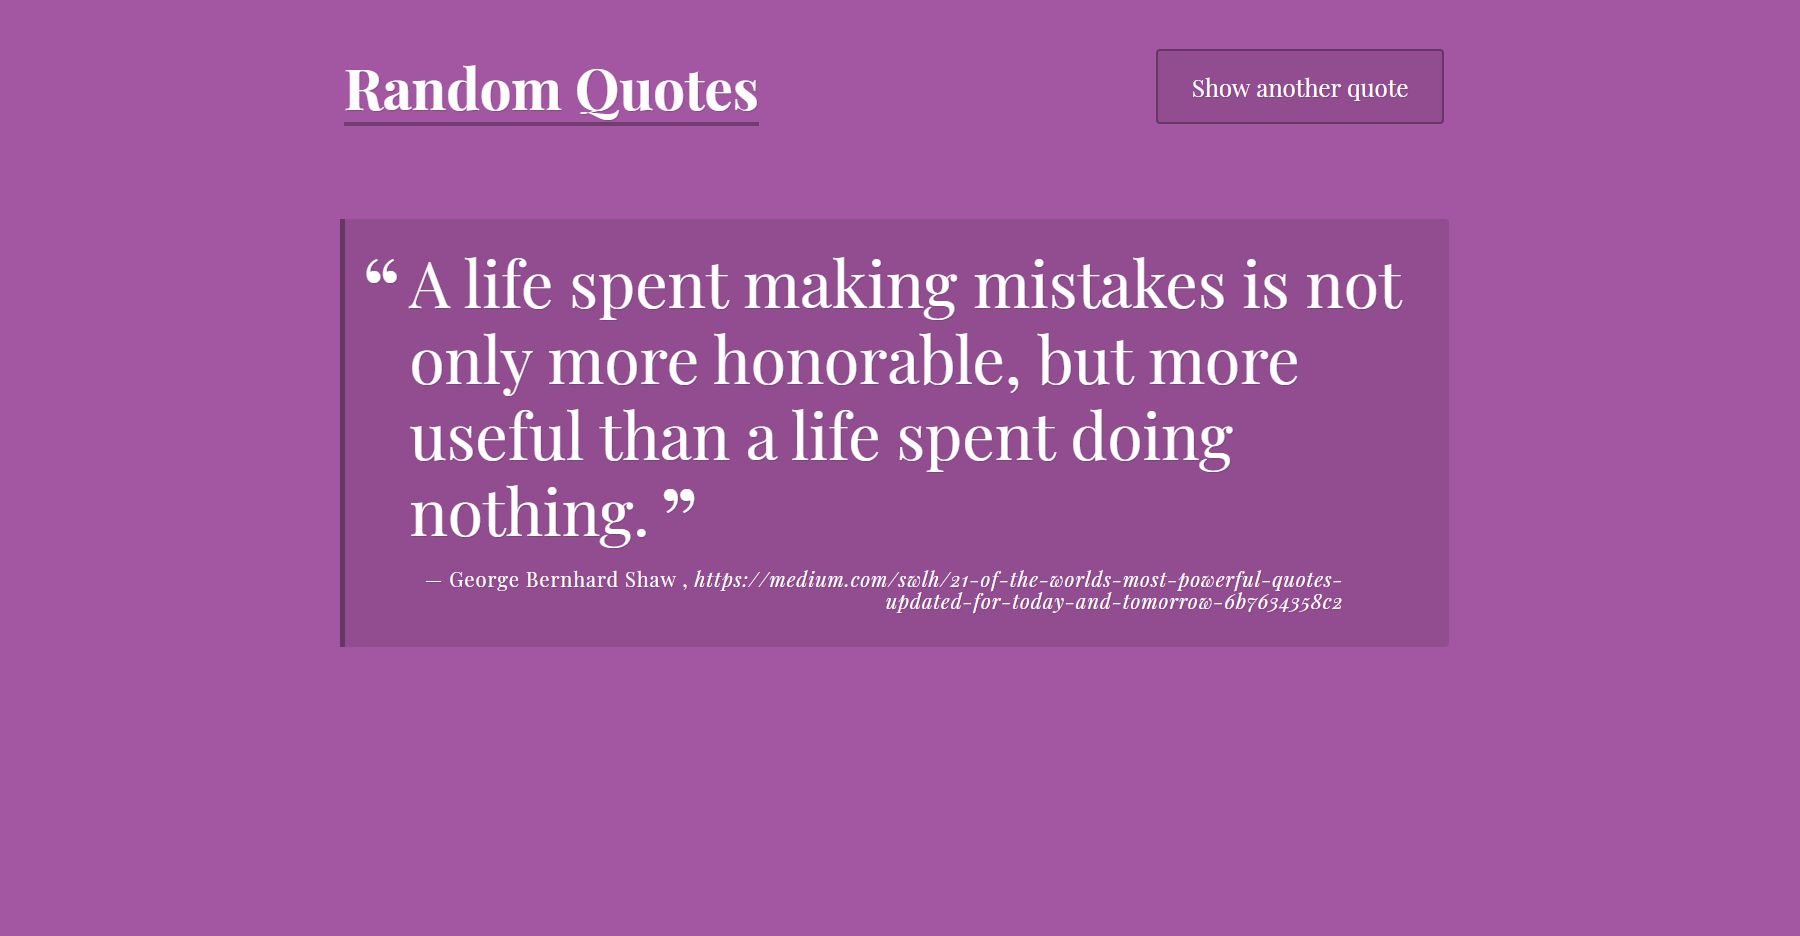 Random Quotes
Show another quote
“ A life spent making mistakes is not
only more honorable, but more
useful than a life spent doing
nothing. ”
— George Bernhard Shaw , https://medium.com/swlh/21-of-the-worlds-most-powerful-quotes-
updated-for-today-and-tomorrow-6b7634358c2